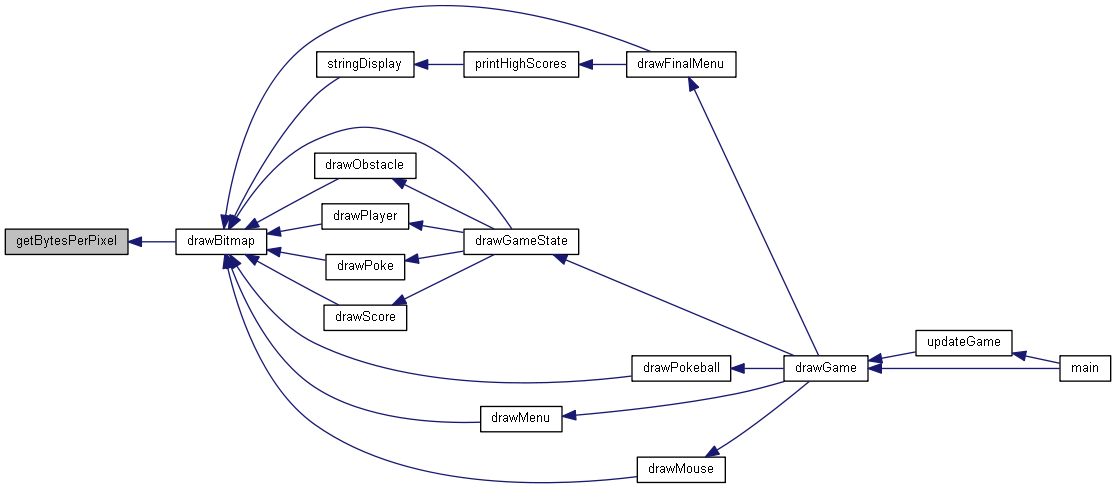 stringDisplay
printHighScores
drawFinalMenu
drawObstacle
drawPlayer
getBytesPerPixel
drawBitmap
drawGameState
drawPoke
drawScore
updateGame
drawPokeball
drawGame
main
drawMenu
drawMouse